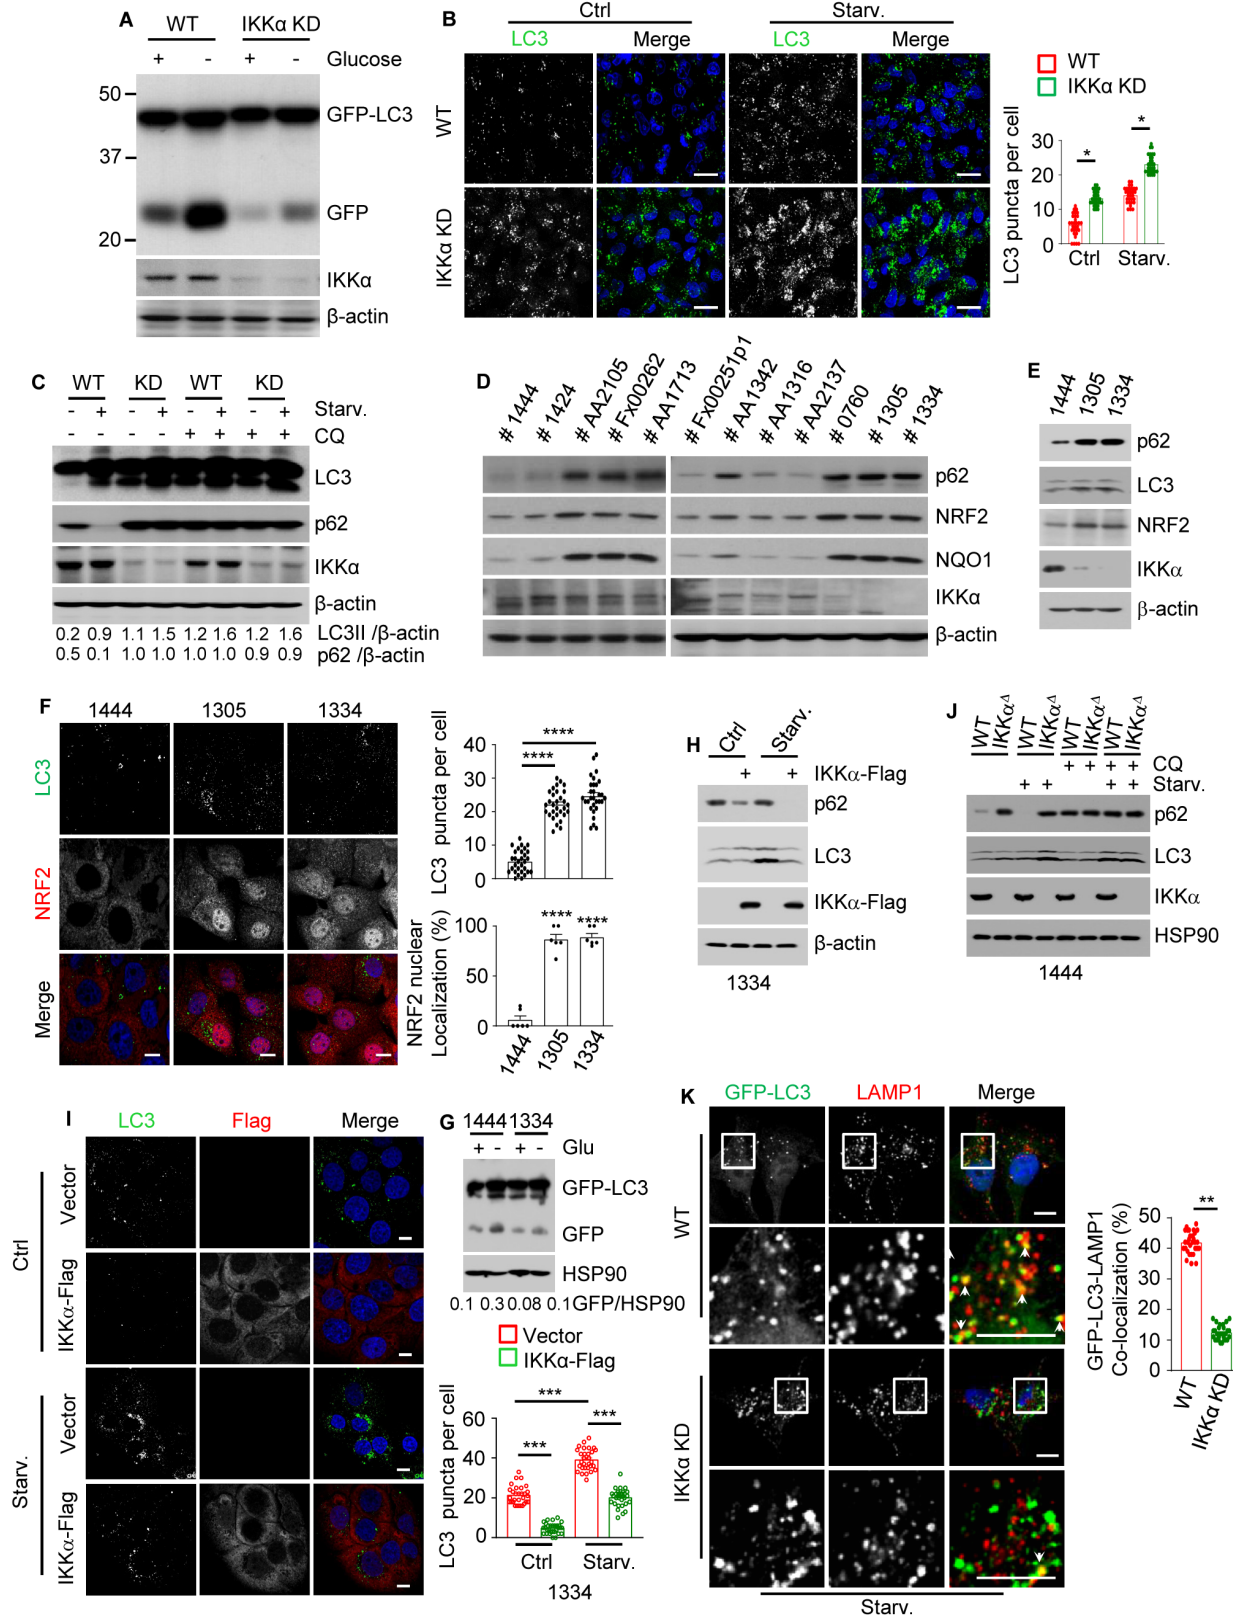 A
WT IKKα KD
+ - + - Glucose
50
GFP-LC3
37
GFP
20
IKKα
β-actin
B
Ctrl Starv.
LC3 Merge LC3 Merge
WT
IKKα KD
WT
IKKα KD
LC3 puncta per cell
30
20
10
0
* *
Ctrl Starv.
C
WT KD WT KD
- + - + - + - + Starv.
- - - - + + + + CQ
LC3
p62
IKKα
β-actin
0.2 0.9 1.1 1.5 1.2 1.6 1.2 1.6 LC3II /β-actin
0.5 0.1 1.0 1.0 1.0 1.0 0.9 0.9 p62 /β-actin
D
# 1444 # 1424 # AA2105 # Fx00262 # AA1713 # Fx00251p1 # AA1342 # AA1316 # AA2137 # 0760 # 1305 # 1334
p62
NRF2
NQO1
IKKα
β-actin
E
1444 1305 1334
p62
LC3
NRF2
IKKα
β-actin
F
1444 1305 1334
LC3
NRF2
Merge
LC3 puncta per cell
40
30
20
10
0
****
****
NRF2 nuclear
Localization (%)
100
50
0
**** ****
1444 1305 1334
H
Ctrl Starv.
+ + IKKα-Flag
p62
LC3
IKKα-Flag
β-actin
1334
J
WT IKKαΔ WT IKKαΔ WT IKKαΔ WT IKKαΔ
+ + + + CQ
+ + + + Starv.
p62
LC3
IKKα
HSP90
1444
I
LC3 Flag Merge
Ctrl
Vector
IKKα-Flag
Starv.
Vector
IKKα-Flag
G
1444 1334
+ - + - Glu
GFP-LC3
GFP
HSP90
0.1 0.3 0.08 0.1 GFP/HSP90
Vector
IKKα-Flag
LC3 puncta per cell
60
40
20
0
***
*** ***
Ctrl Starv.
1334
K
GFP-LC3 LAMP1 Merge
WT
IKKα KD
Starv.
GFP-LC3-LAMP1
Co-localization (%)
50
40
30
20
10
0
**
WT IKKα KD